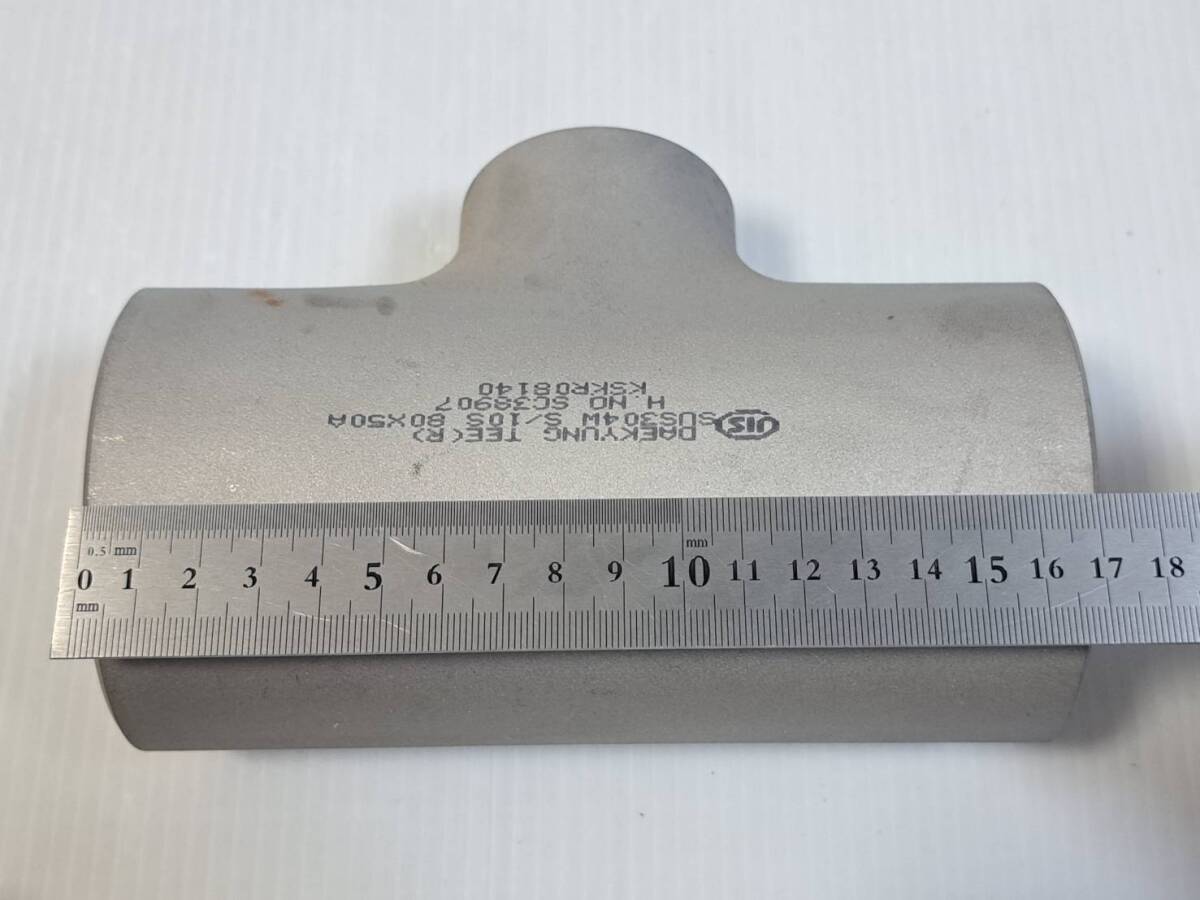 JIS DAEKYUNG TEE(R)
SUS304W S/10S 80X50A
H.NO SC38907
KSKR08140
0.5 mm mm
0 1 2 3 4 5 6 7 8 9 10 11 12 13 14 15 16 17 18
mm